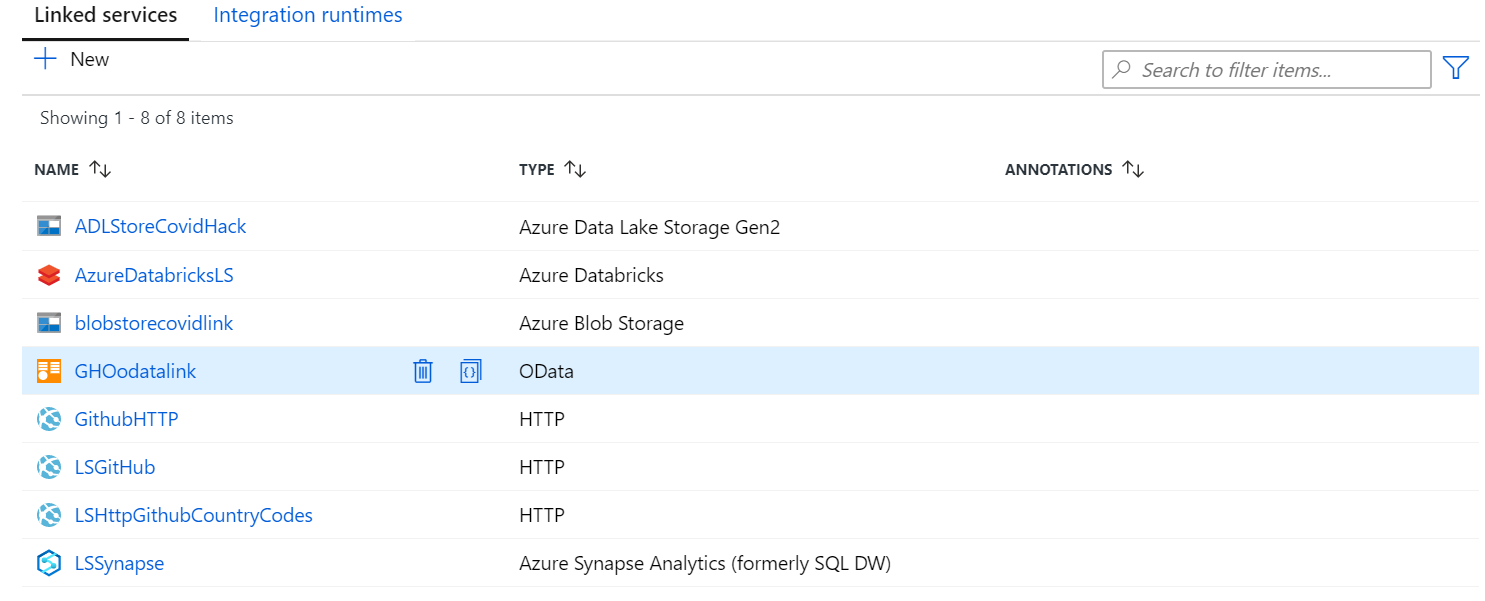 Linked services Integration runtimes
New
Search to filter items...
Showing 1 - 8 of 8 items
NAME TYPE ANNOTATIONS
ADLStoreCovidHack Azure Data Lake Storage Gen2
AzureDatabricksLS Azure Databricks
blobstorecovidlink Azure Blob Storage
GHOodatalink OData
GithubHTTP HTTP
LSGitHub HTTP
LSHttpGithubCountryCodes HTTP
LSSynapse Azure Synapse Analytics (formerly SQL DW)